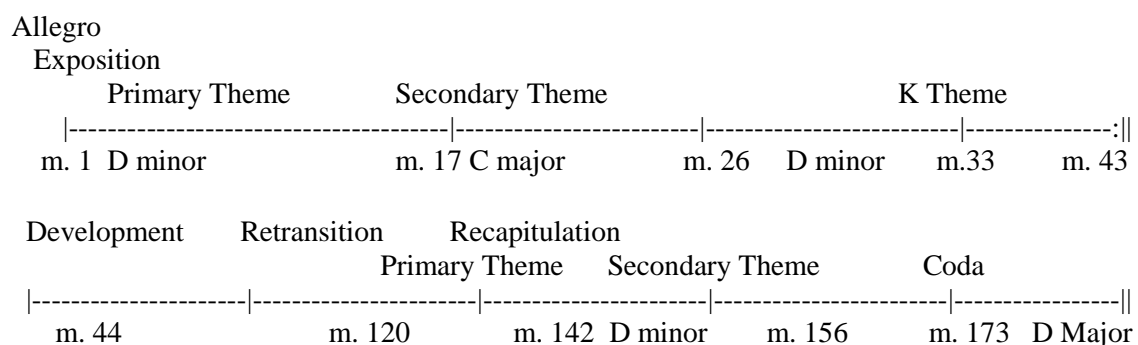 Allegro
Exposition
Primary Theme Secondary Theme K Theme
|---------------------------------------|-------------------------|--------------------------|---------------:||
m. 1 D minor m. 17 C major m. 26 D minor m.33 m. 43
Development Retransition Recapitulation
Primary Theme Secondary Theme Coda
|----------------------|-----------------------|-----------------------|------------------------|-----------------||
m. 44 m. 120 m. 142 D minor m. 156 m. 173 D Major